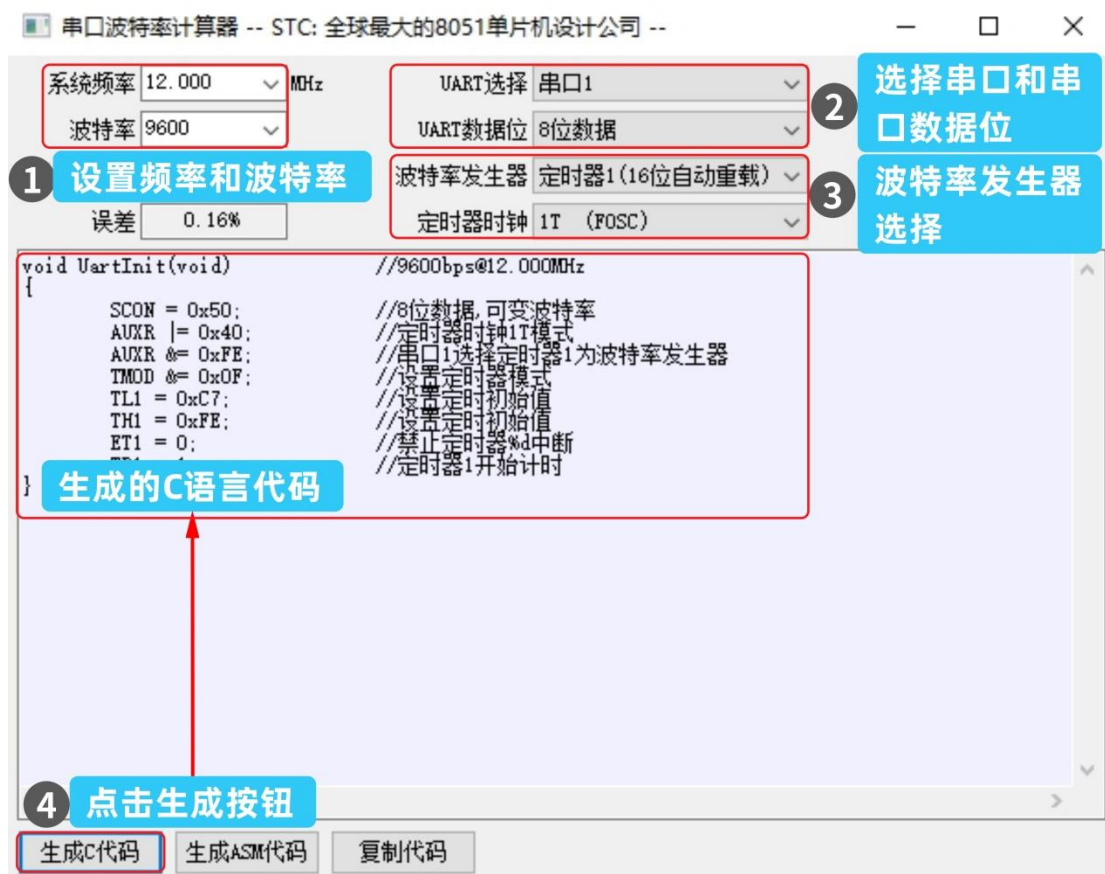 串口波特率计算器 -- STC: 全球最大的8051单片机设计公司 --
系统频率 12.000 MHz UART选择 串口1
波特率 9600 UART数据位 8位数据
2 选择串口和串口数据位
1 设置频率和波特率
波特率发生器 定时器1(16位自动重载)
误差 0.16% 定时器时钟 1T (FOSC)
3 波特率发生器选择
void UartInit(void) //9600bps@12.000MHz
{
SCON = 0x50; //8位数据,可变波特率
AUXR |= 0x40; //定时器时钟1T模式
AUXR &= 0xFE; //串口1选择定时器1为波特率发生器
TMOD &= 0x0F; //设置定时器模式
TL1 = 0xC7; //设置定时初始值
TH1 = 0xFE; //设置定时初始值
ET1 = 0; //禁止定时器%d中断
//定时器1开始计时
}
生成的C语言代码
4 点击生成按钮
生成C代码 生成ASM代码 复制代码